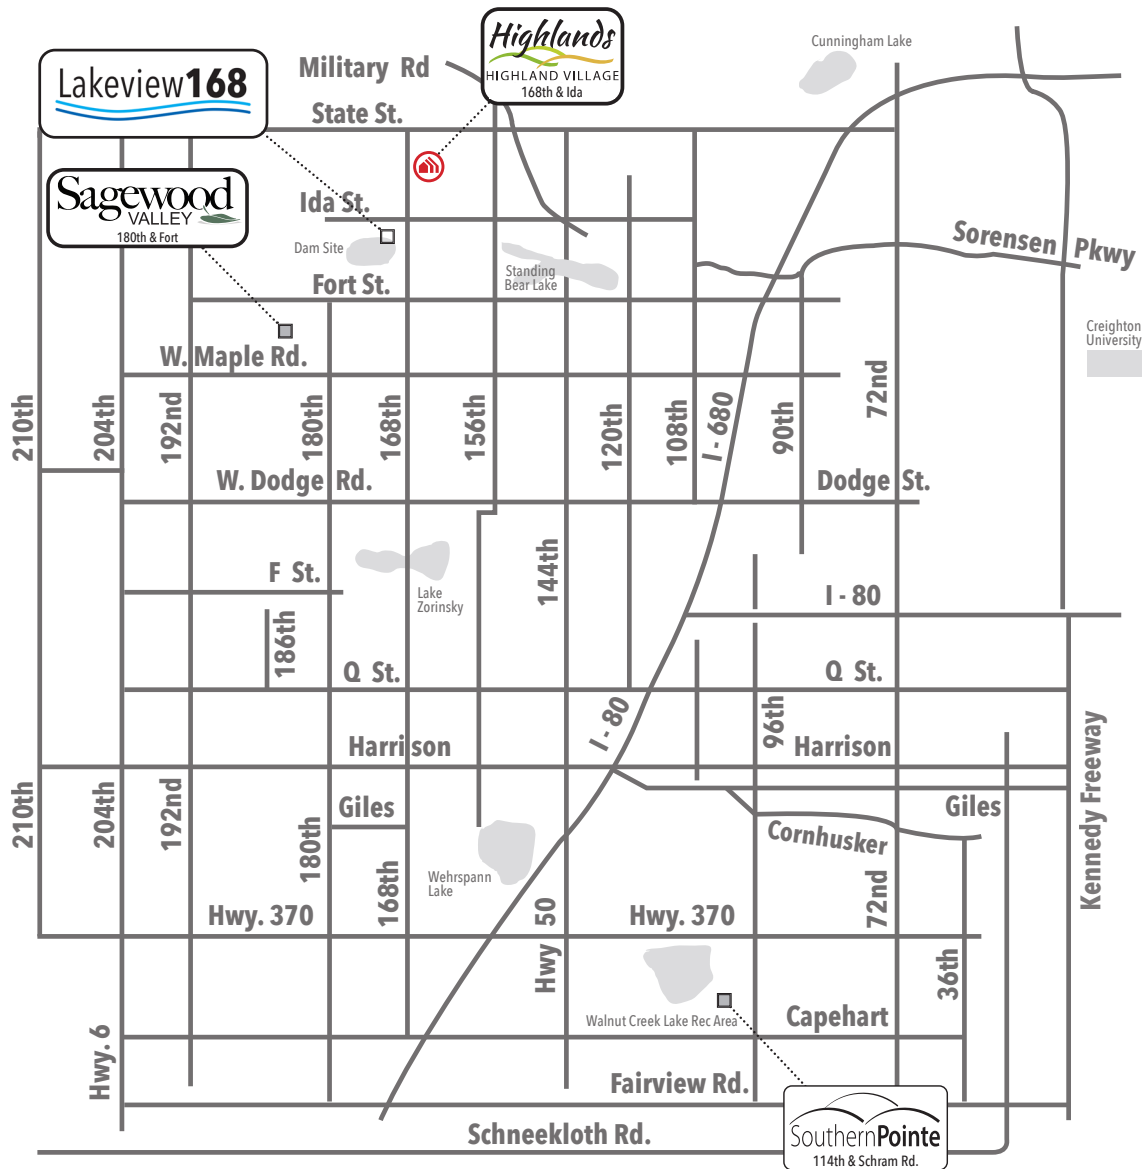 Highlands
HIGHLAND VILLAGE
168th & Ida
Cunningham Lake
Lakeview168
Military Rd
State St.
Sagewood
VALLEY
180th & Fort
Ida St.
Dam Site
Standing
Bear Lake
Sorensen Pkwy
Fort St.
Creighton
University
W. Maple Rd.
210th
204th
192nd
180th
168th
156th
120th
108th
I - 680
90th
72nd
W. Dodge Rd.
Dodge St.
144th
F St.
Lake
Zorinsky
I - 80
186th
Q St.
Q St.
I - 80
96th
Harrison
Harrison
Kennedy Freeway
210th
204th
192nd
180th
Giles
Giles
Cornhusker
168th
Wehrspann
Lake
Hwy 50
72nd
Hwy. 370
Hwy. 370
36th
Walnut Creek Lake Rec Area
Capehart
Hwy. 6
Fairview Rd.
Schneekloth Rd.
SouthernPointe
114th & Schram Rd.